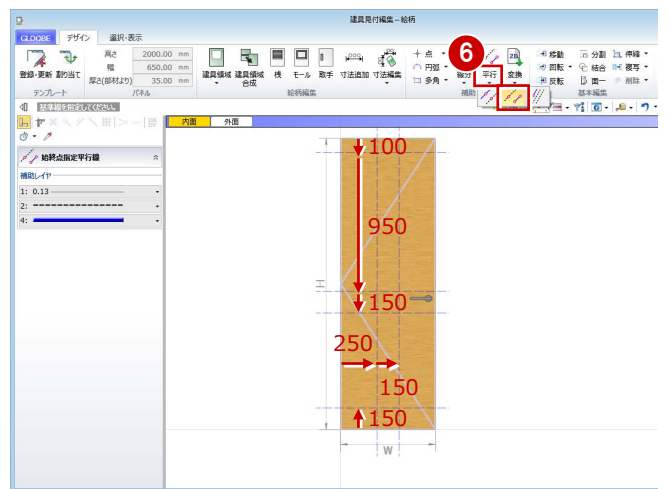 建具見付編集－絵柄
GLOOBE デザイン 選択・表示
高さ 2000.00 mm
幅 650.00 mm
厚さ(部材より) 35.00 mm
登録・更新 割り当て
テンプレート パネル
建具領域 建具領域合成 桟 モール 取手 寸法追加 寸法編集
絵柄編集
点
円弧
多角
線分 平行 変換
補助
移動 分割 伸縮
回転 結合 複写
反転 面一 削除
基本編集
6
基準線を指定してください。
内面 外面
始終点指定平行線
補助レイヤ
1: 0.13
2:
4:
100
950
150
250
150
150
H
W